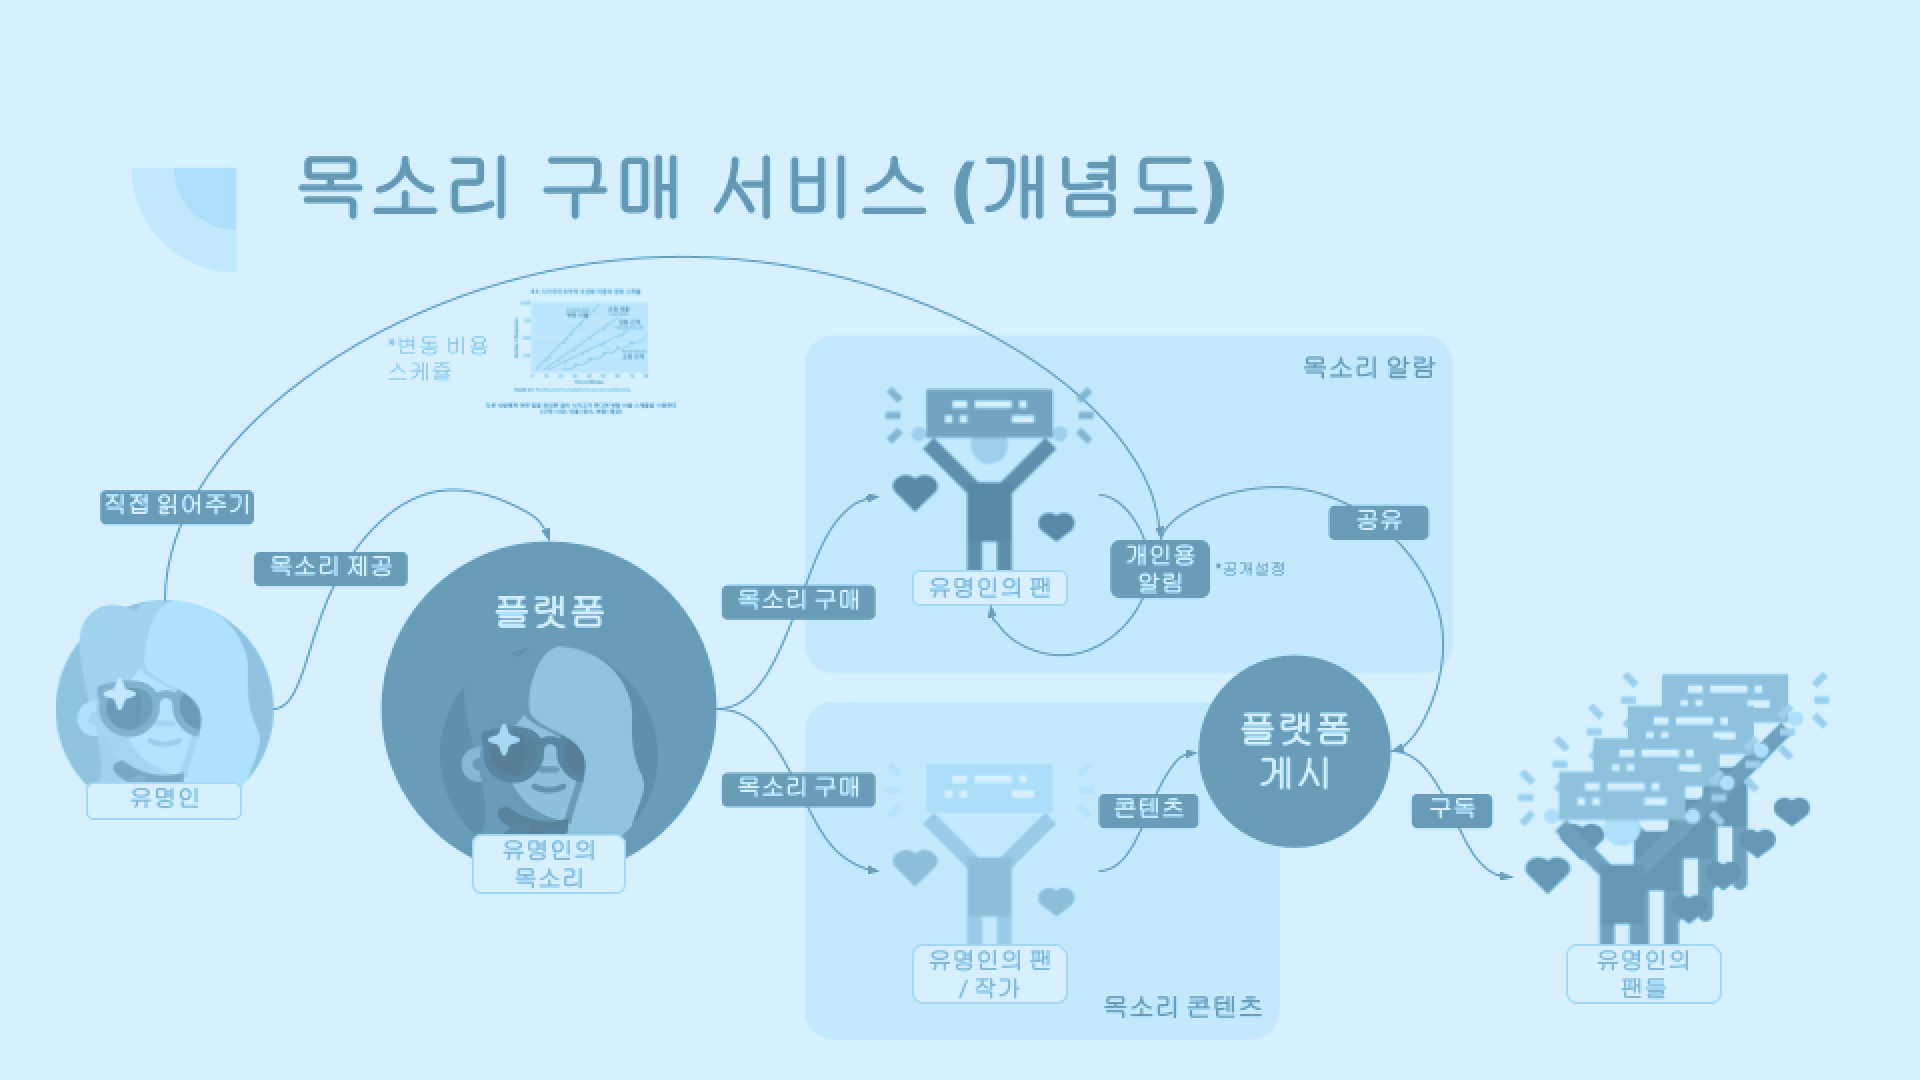 목소리 구매 서비스 (개념도)
*변동 비용
스케쥴
목소리 알람
직접 읽어주기
목소리 제공
플랫폼
목소리 구매
유명인의 팬
개인용
알림
*공개설정
공유
유명인
유명인의
목소리
목소리 구매
플랫폼
게시
콘텐츠
구독
유명인의 팬
/ 작가
목소리 콘텐츠
유명인의
팬들